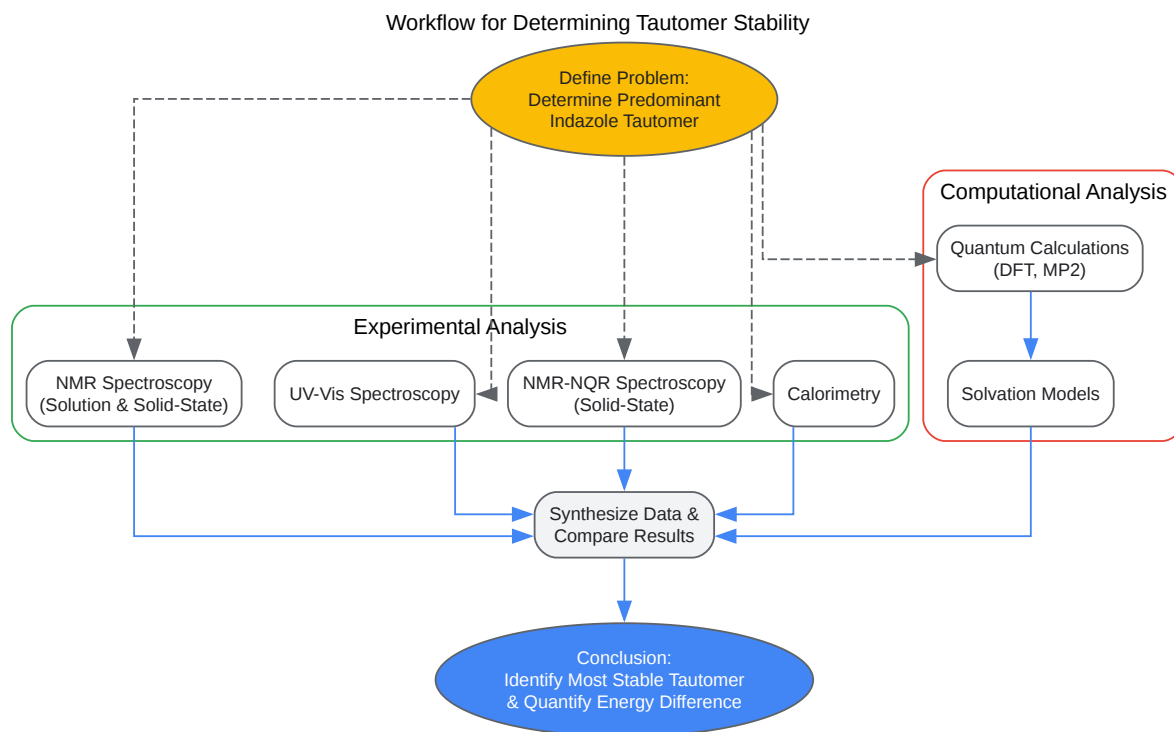 Workflow for Determining Tautomer Stability
Define Problem:
Determine Predominant
Indazole Tautomer
Computational Analysis
Quantum Calculations
(DFT, MP2)
Experimental Analysis
NMR Spectroscopy
(Solution & Solid-State)
UV-Vis Spectroscopy
NMR-NQR Spectroscopy
(Solid-State)
Calorimetry
Solvation Models
Synthesize Data &
Compare Results
Conclusion:
Identify Most Stable Tautomer
& Quantify Energy Difference